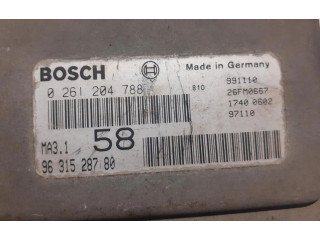 BOSCH
Made in Germany
0 261 204 788
610
991110
26FM0667
1740 0602
97110
MA3.1
58
96 315 287 80